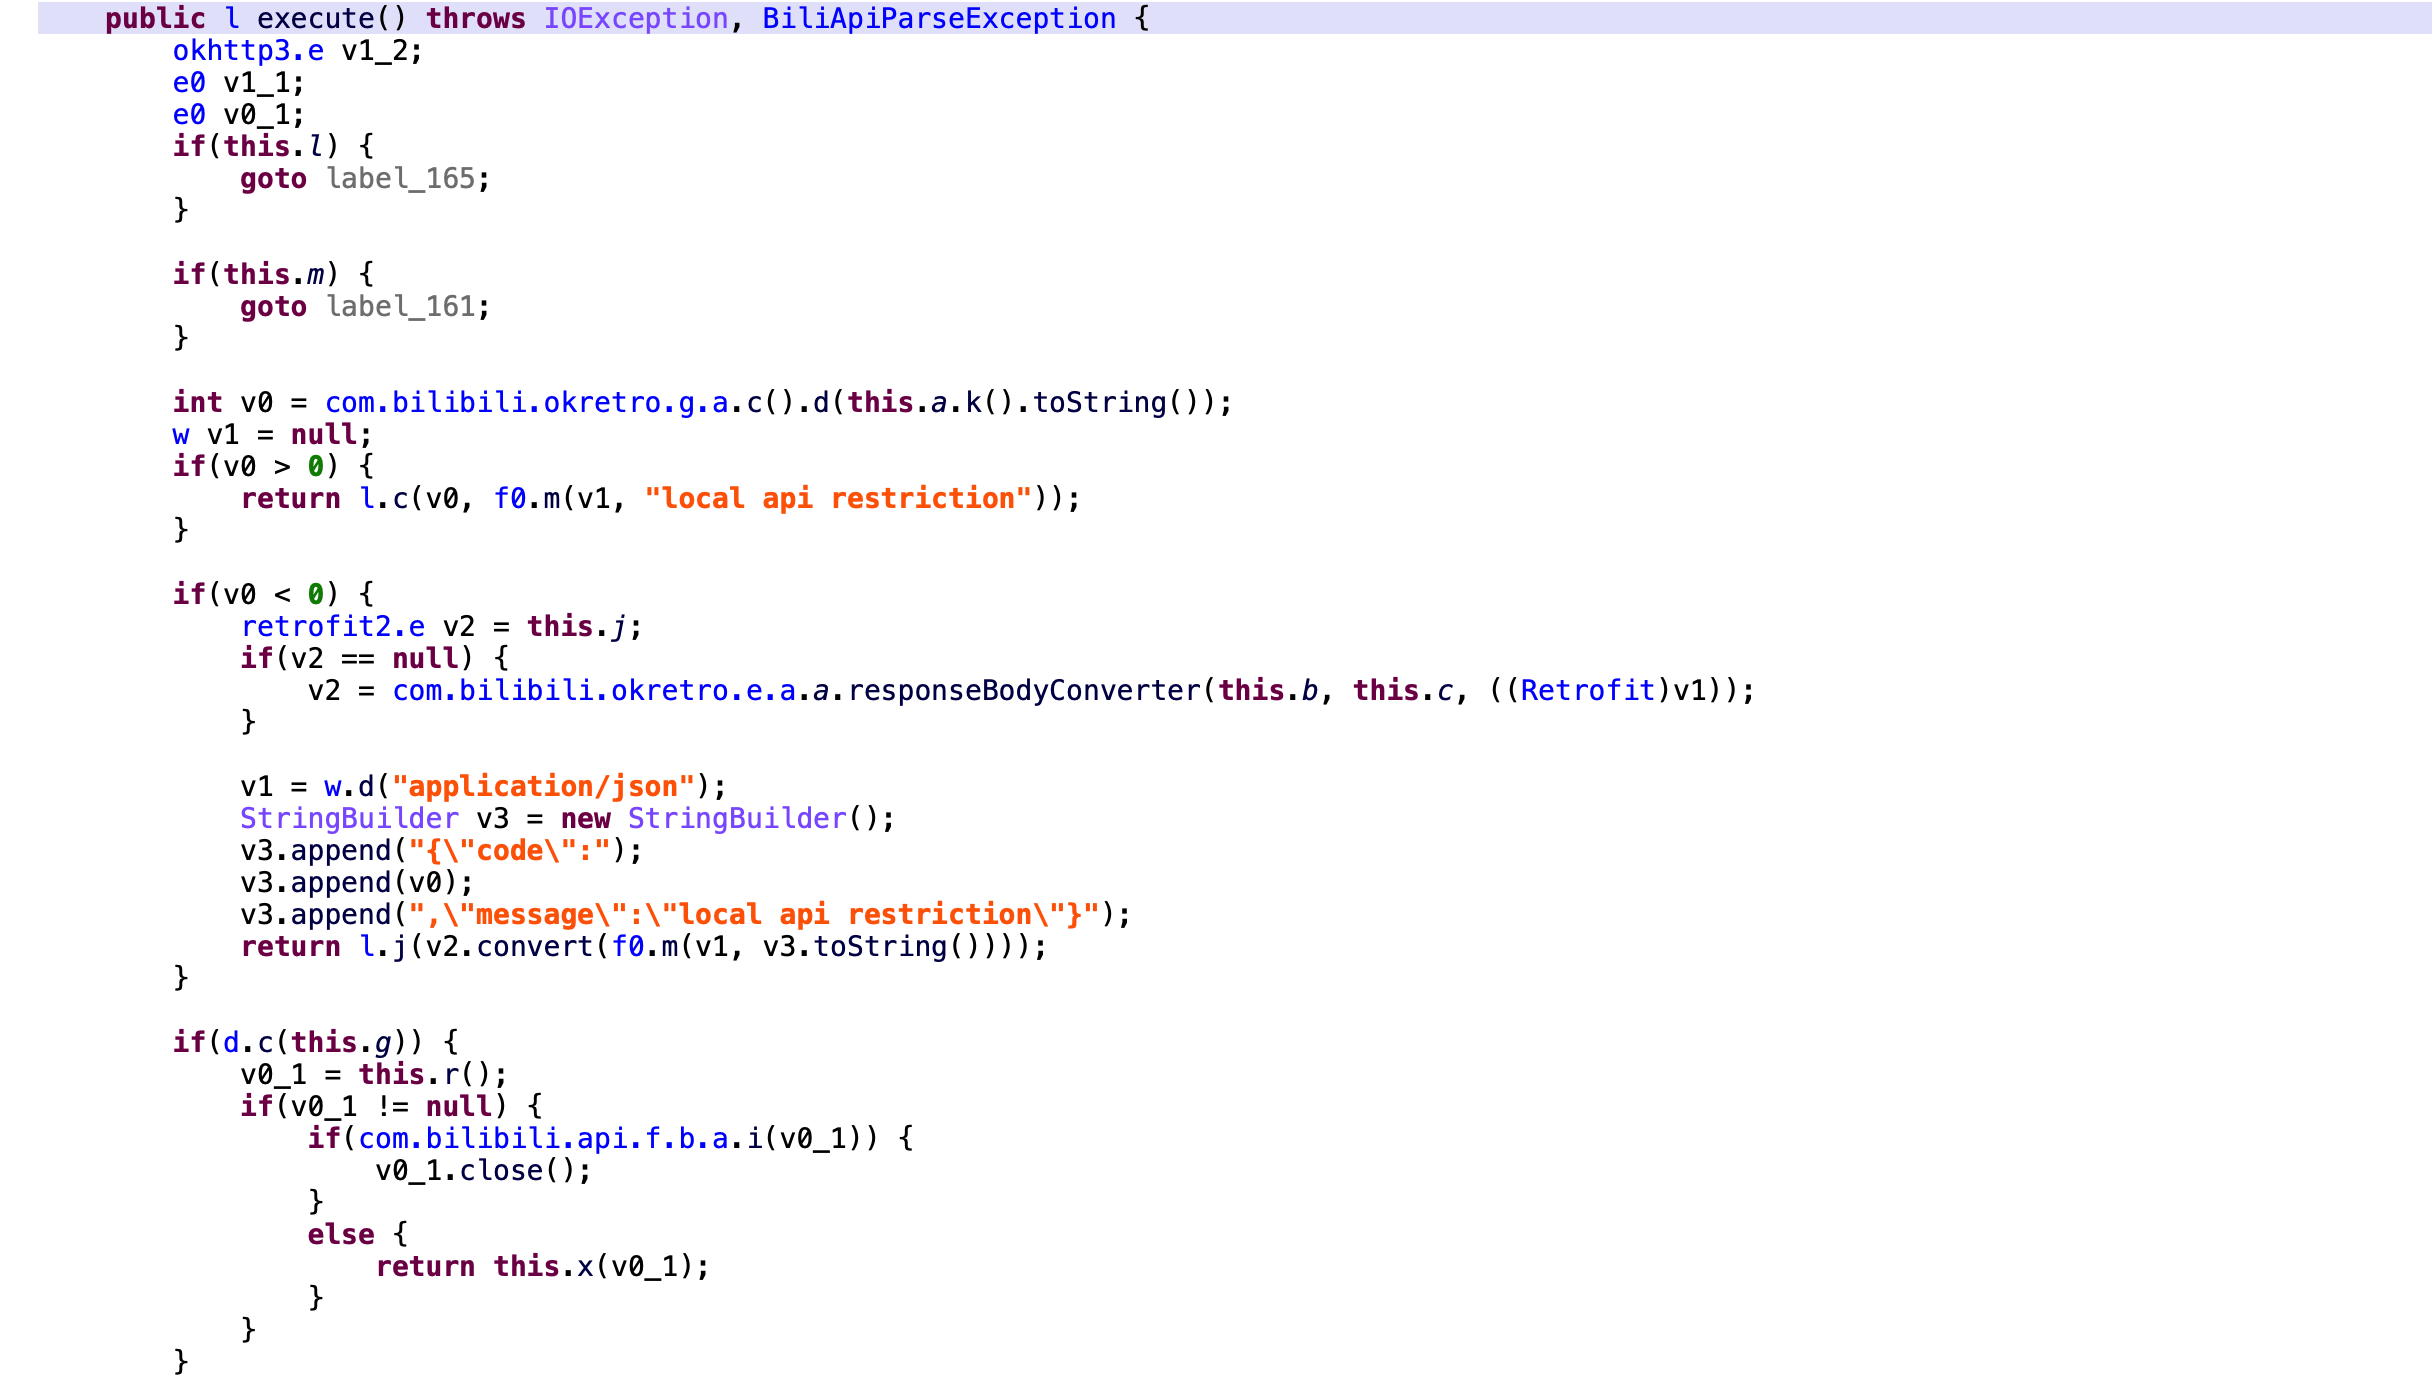 public l execute() throws IOException, BiliApiParseException {
    okhttp3.e v1_2;
    e0 v1_1;
    e0 v0_1;
    if(this.l) {
        goto label_165;
    }

    if(this.m) {
        goto label_161;
    }

    int v0 = com.bilibili.okretro.g.a.c().d(this.a.k().toString());
    w v1 = null;
    if(v0 > 0) {
        return l.c(v0, f0.m(v1, "local api restriction"));
    }

    if(v0 < 0) {
        retrofit2.e v2 = this.j;
        if(v2 == null) {
            v2 = com.bilibili.okretro.e.a.a.responseBodyConverter(this.b, this.c, ((Retrofit)v1));
        }

        v1 = w.d("application/json");
        StringBuilder v3 = new StringBuilder();
        v3.append("{\"code\":");
        v3.append(v0);
        v3.append(",\"message\":\"local api restriction\"}");
        return l.j(v2.convert(f0.m(v1, v3.toString())));
    }

    if(d.c(this.g)) {
        v0_1 = this.r();
        if(v0_1 != null) {
            if(com.bilibili.api.f.b.a.i(v0_1)) {
                v0_1.close();
            }
            else {
                return this.x(v0_1);
            }
        }
    }